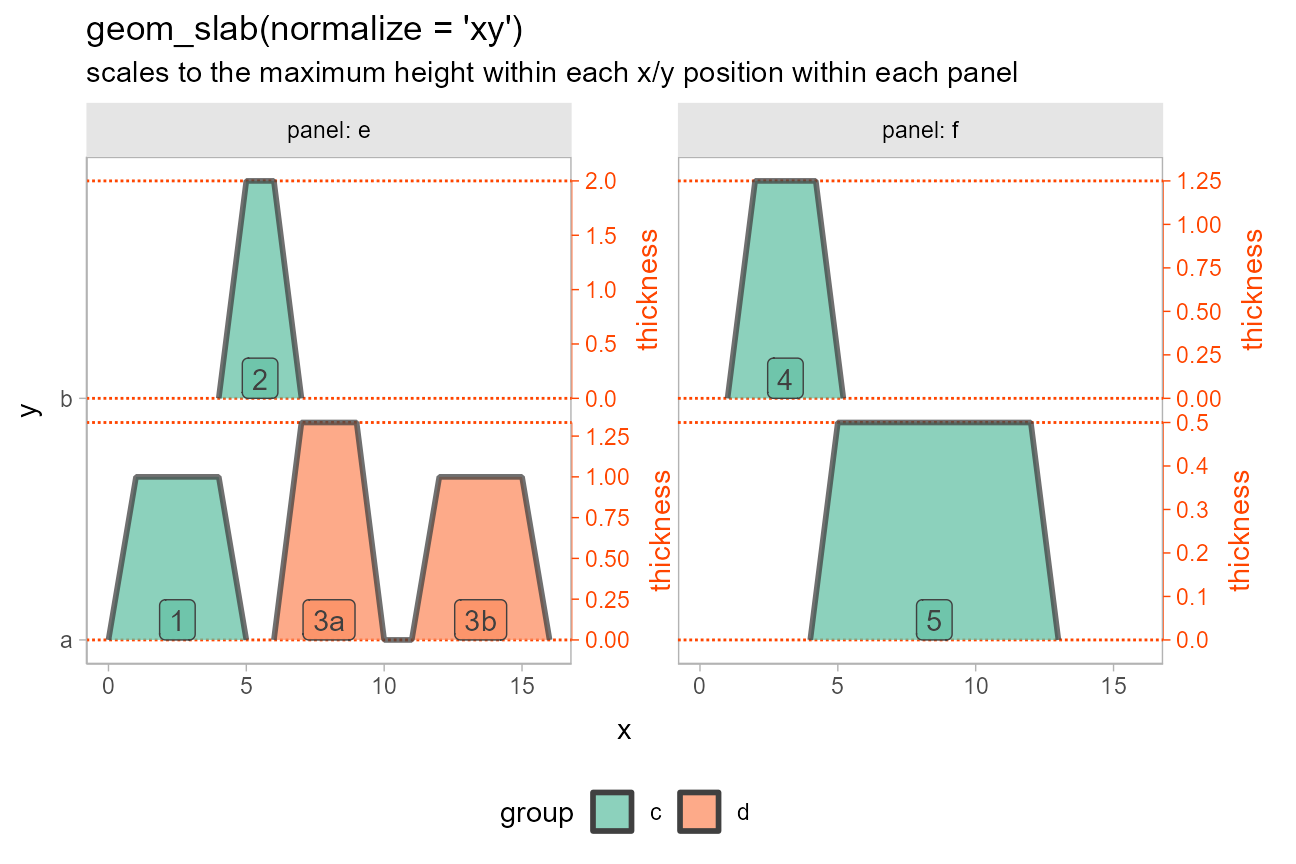 geom_slab(normalize = 'xy')
scales to the maximum height within each x/y position within each panel
panel: e
panel: f
y
b
a
2.0
1.5
1.0
0.5
0.0
thickness
1.25
1.00
0.75
0.50
0.25
0.00
thickness
1.25
1.00
0.75
0.50
0.25
0.00
thickness
0.5
0.4
0.3
0.2
0.1
0.0
thickness
2
4
1
3a
3b
5
0 5 10 15
0 5 10 15
x
group c d